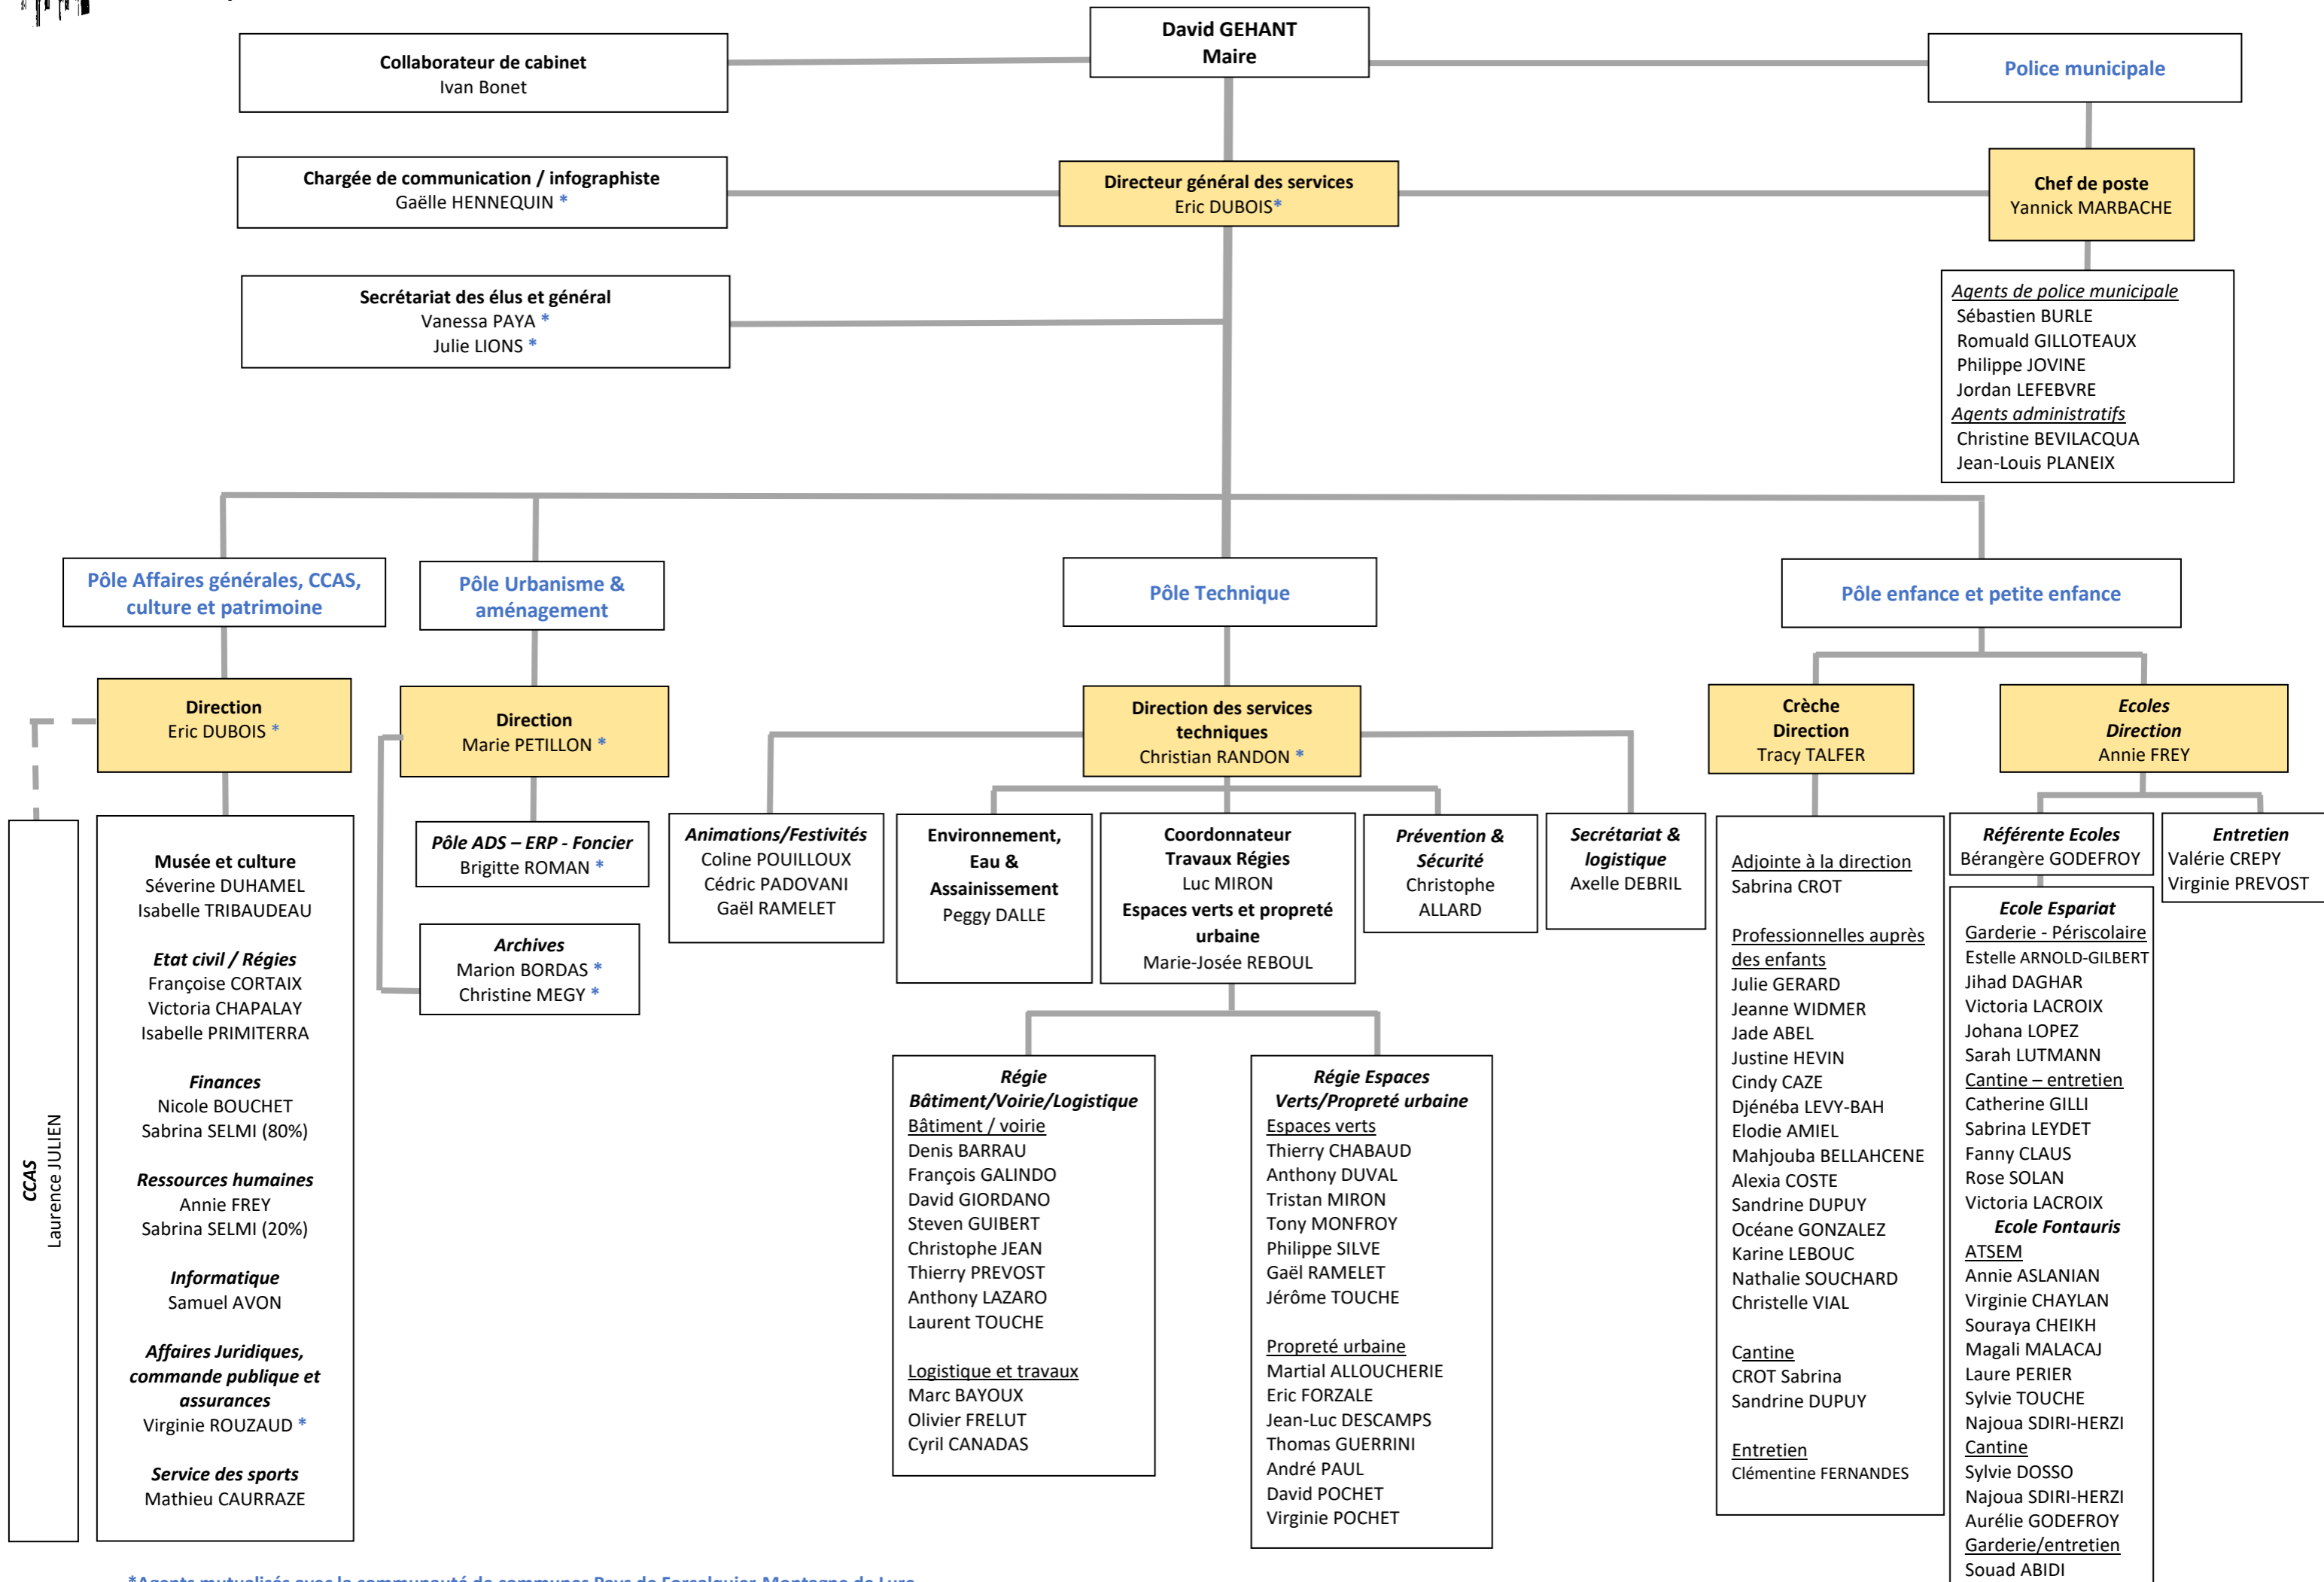 David GEHANT
Maire
Collaborateur de cabinet
Ivan Bonet
Police municipale
Chargée de communication / infographiste
Gaëlle HENNEQUIN *
Directeur général des services
Eric DUBOIS*
Chef de poste
Yannick MARBACHE
Secrétariat des élus et général
Vanessa PAYA *
Julie LIONS *
Agents de police municipale
Sébastien BURLE
Romuald GILLOTEAUX
Philippe JOVINE
Jordan LEFEBVRE
Agents administratifs
Christine BEVILACQUA
Jean-Louis PLANEIX
Pôle Affaires générales, CCAS,
culture et patrimoine
Pôle Urbanisme &
aménagement
Pôle Technique
Pôle enfance et petite enfance
Direction
Eric DUBOIS *
Direction
Marie PETILLON *
Direction des services
techniques
Christian RANDON *
Crèche
Direction
Tracy TALFER
Ecoles
Direction
Annie FREY
CCAS
Laurence JULIEN
Musée et culture
Séverine DUHAMEL
Isabelle TRIBAUDEAU
Etat civil / Régies
Françoise CORTAIX
Victoria CHAPALAY
Isabelle PRIMITERRA
Finances
Nicole BOUCHET
Sabrina SELMI (80%)
Ressources humaines
Annie FREY
Sabrina SELMI (20%)
Informatique
Samuel AVON
Affaires Juridiques,
commande publique et
assurances
Virginie ROUZAUD *
Service des sports
Mathieu CAURRAZE
Pôle ADS – ERP - Foncier
Brigitte ROMAN *
Archives
Marion BORDAS *
Christine MEGY *
Animations/Festivités
Coline POUILLOUX
Cédric PADOVANI
Gaël RAMELET
Environnement,
Eau &
Assainissement
Peggy DALLE
Coordonnateur
Travaux Régies
Luc MIRON
Espaces verts et propreté
urbaine
Marie-Josée REBOUL
Prévention &
Sécurité
Christophe
ALLARD
Secrétariat &
logistique
Axelle DEBRIL
Régie
Bâtiment/Voirie/Logistique
Bâtiment / voirie
Denis BARRAU
François GALINDO
David GIORDANO
Steven GUIBERT
Christophe JEAN
Thierry PREVOST
Anthony LAZARO
Laurent TOUCHE
Logistique et travaux
Marc BAYOUX
Olivier FRELUT
Cyril CANADAS
Régie Espaces
Verts/Propreté urbaine
Espaces verts
Thierry CHABAUD
Anthony DUVAL
Tristan MIRON
Tony MONFROY
Philippe SILVE
Gaël RAMELET
Jérôme TOUCHE
Propreté urbaine
Martial ALLOUCHERIE
Eric FORZALE
Jean-Luc DESCAMPS
Thomas GUERRINI
André PAUL
David POCHET
Virginie POCHET
Adjointe à la direction
Sabrina CROT
Professionnelles auprès
des enfants
Julie GERARD
Jeanne WIDMER
Jade ABEL
Justine HEVIN
Cindy CAZE
Djénéba LEVY-BAH
Elodie AMIEL
Mahjouba BELLAHCENE
Alexia COSTE
Sandrine DUPUY
Océane GONZALEZ
Karine LEBOUC
Nathalie SOUCHARD
Christelle VIAL
Cantine
CROT Sabrina
Sandrine DUPUY
Entretien
Clémentine FERNANDES
Référente Ecoles
Bérangère GODEFROY
Entretien
Valérie CREPY
Virginie PREVOST
Ecole Espariat
Garderie - Périscolaire
Estelle ARNOLD-GILBERT
Jihad DAGHAR
Victoria LACROIX
Johana LOPEZ
Sarah LUTMANN
Cantine – entretien
Catherine GILLI
Sabrina LEYDET
Fanny CLAUS
Rose SOLAN
Victoria LACROIX
Ecole Fontauris
ATSEM
Annie ASLANIAN
Virginie CHAYLAN
Souraya CHEIKH
Magali MALACAJ
Laure PERIER
Sylvie TOUCHE
Najoua SDIRI-HERZI
Cantine
Sylvie DOSSO
Najoua SDIRI-HERZI
Aurélie GODEFROY
Garderie/entretien
Souad ABIDI
*Agents mutualisés avec la communauté de communes Pays de Forcalquier-Montagne de Lure